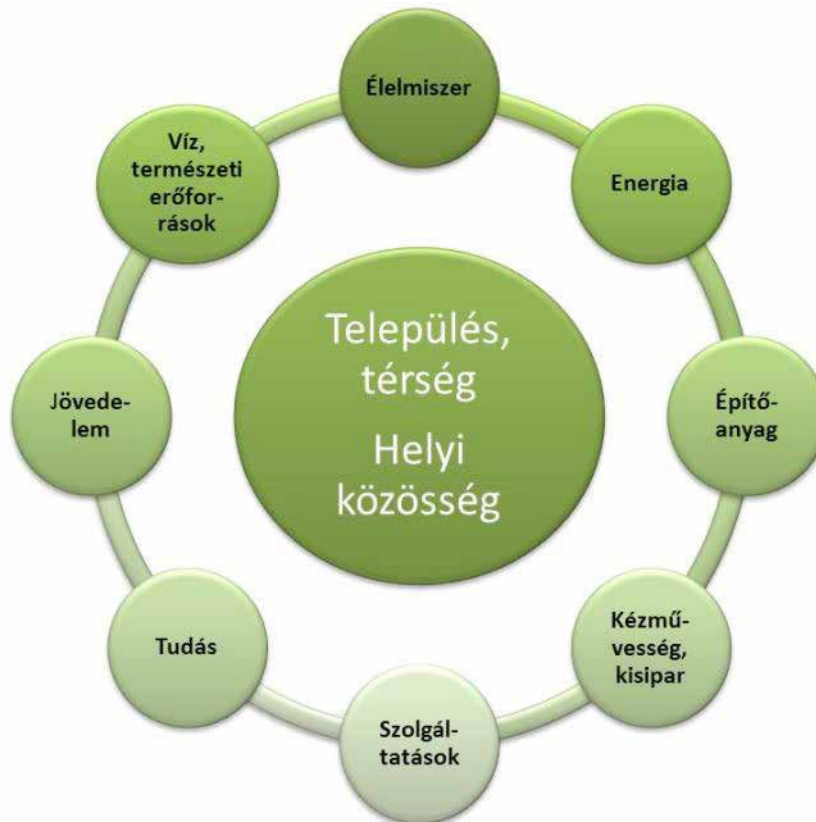 Élelmiszer
Energia
Építő-
anyag
Kézmű-
vesség,
kisipar
Szolgál-
tatások
Tudás
Jövede-
lem
Víz,
természeti
erőfor-
rások
Település,
térség
Helyi
közösség